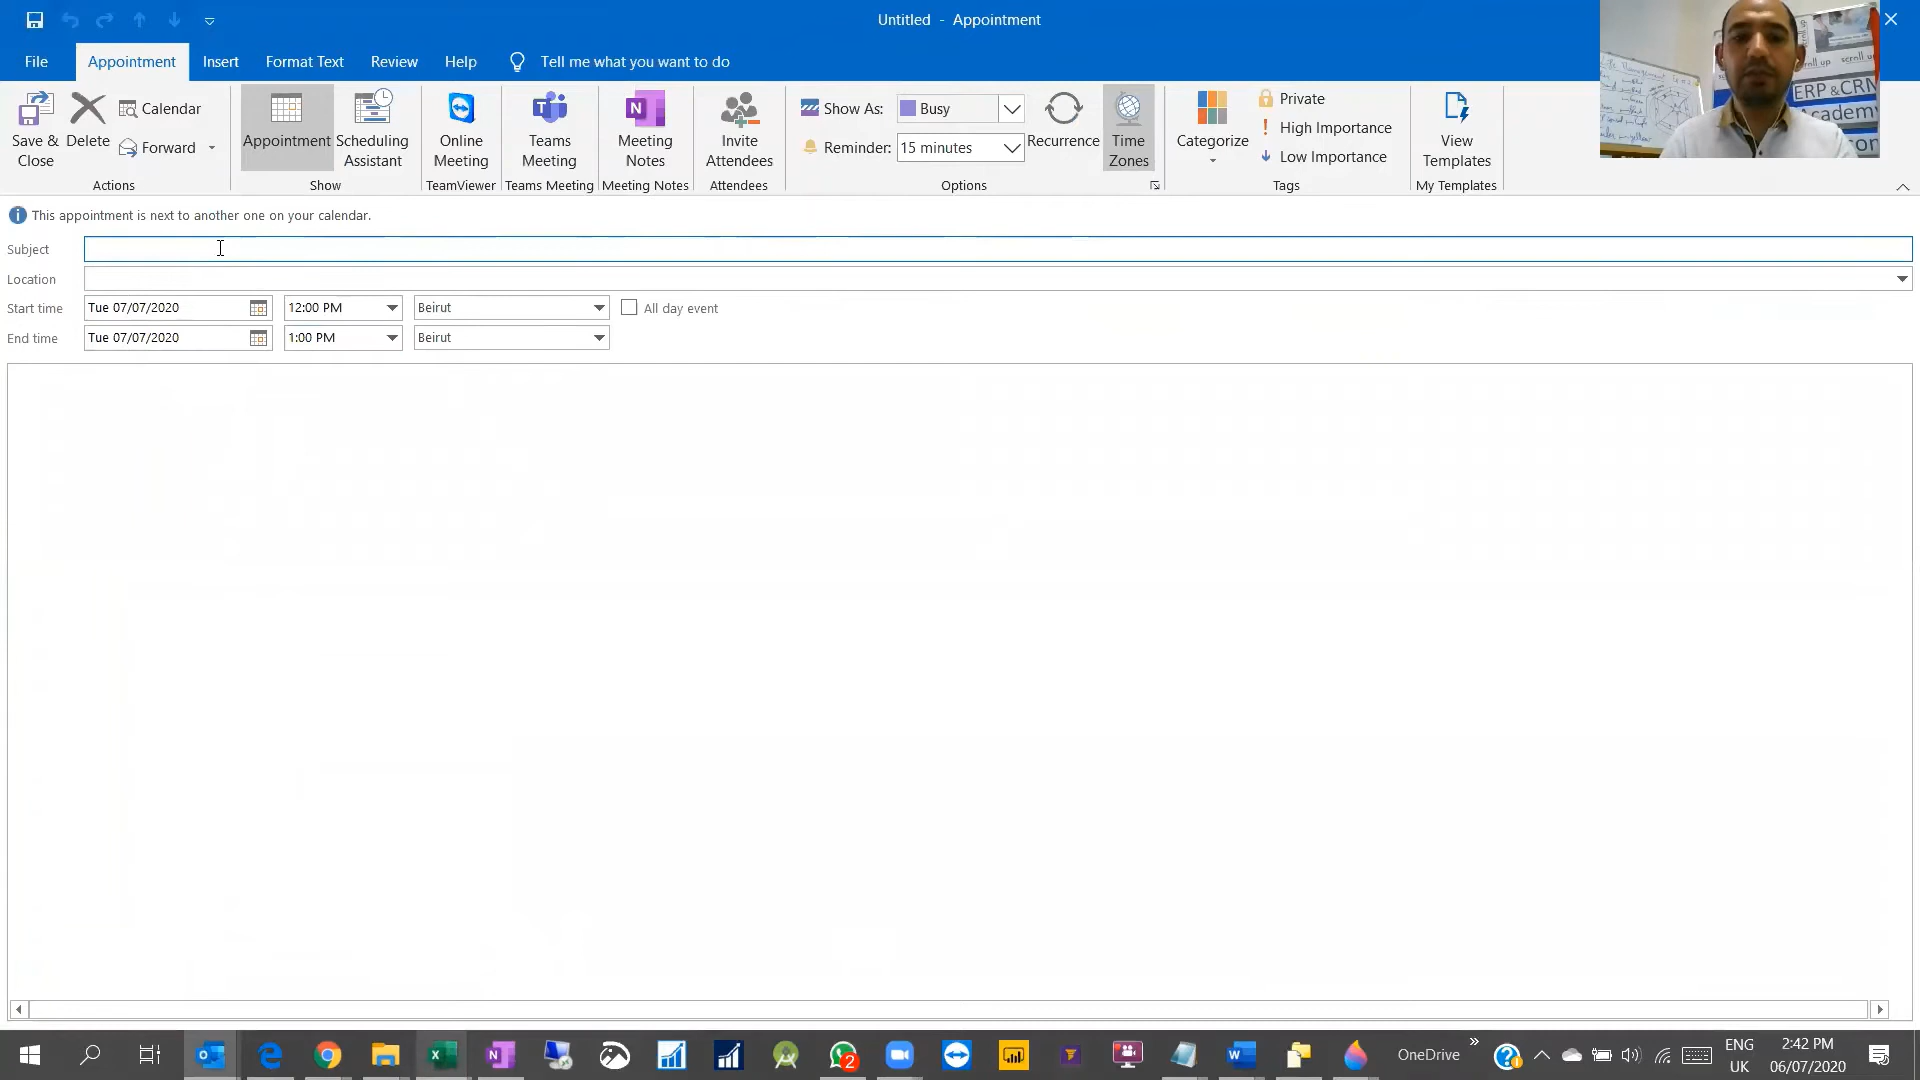 Untitled - Appointment
File Appointment Insert Format Text Review Help Tell me what you want to do
Save & Close
Delete
Calendar
Forward
Actions
Appointment
Scheduling Assistant
Show
Online Meeting
TeamViewer
Teams Meeting
Teams Meeting
Meeting Notes
Meeting Notes
Invite Attendees
Attendees
Show As: Busy
Reminder: 15 minutes
Recurrence
Time Zones
Options
Categorize
Private
High Importance
Low Importance
Tags
View Templates
My Templates
ERP & CRM
cademy
con
scroll up
This appointment is next to another one on your calendar.
Subject
Location
Start time Tue 07/07/2020 12:00 PM Beirut All day event
End time Tue 07/07/2020 1:00 PM Beirut
2
OneDrive
ENG
UK
2:42 PM
06/07/2020